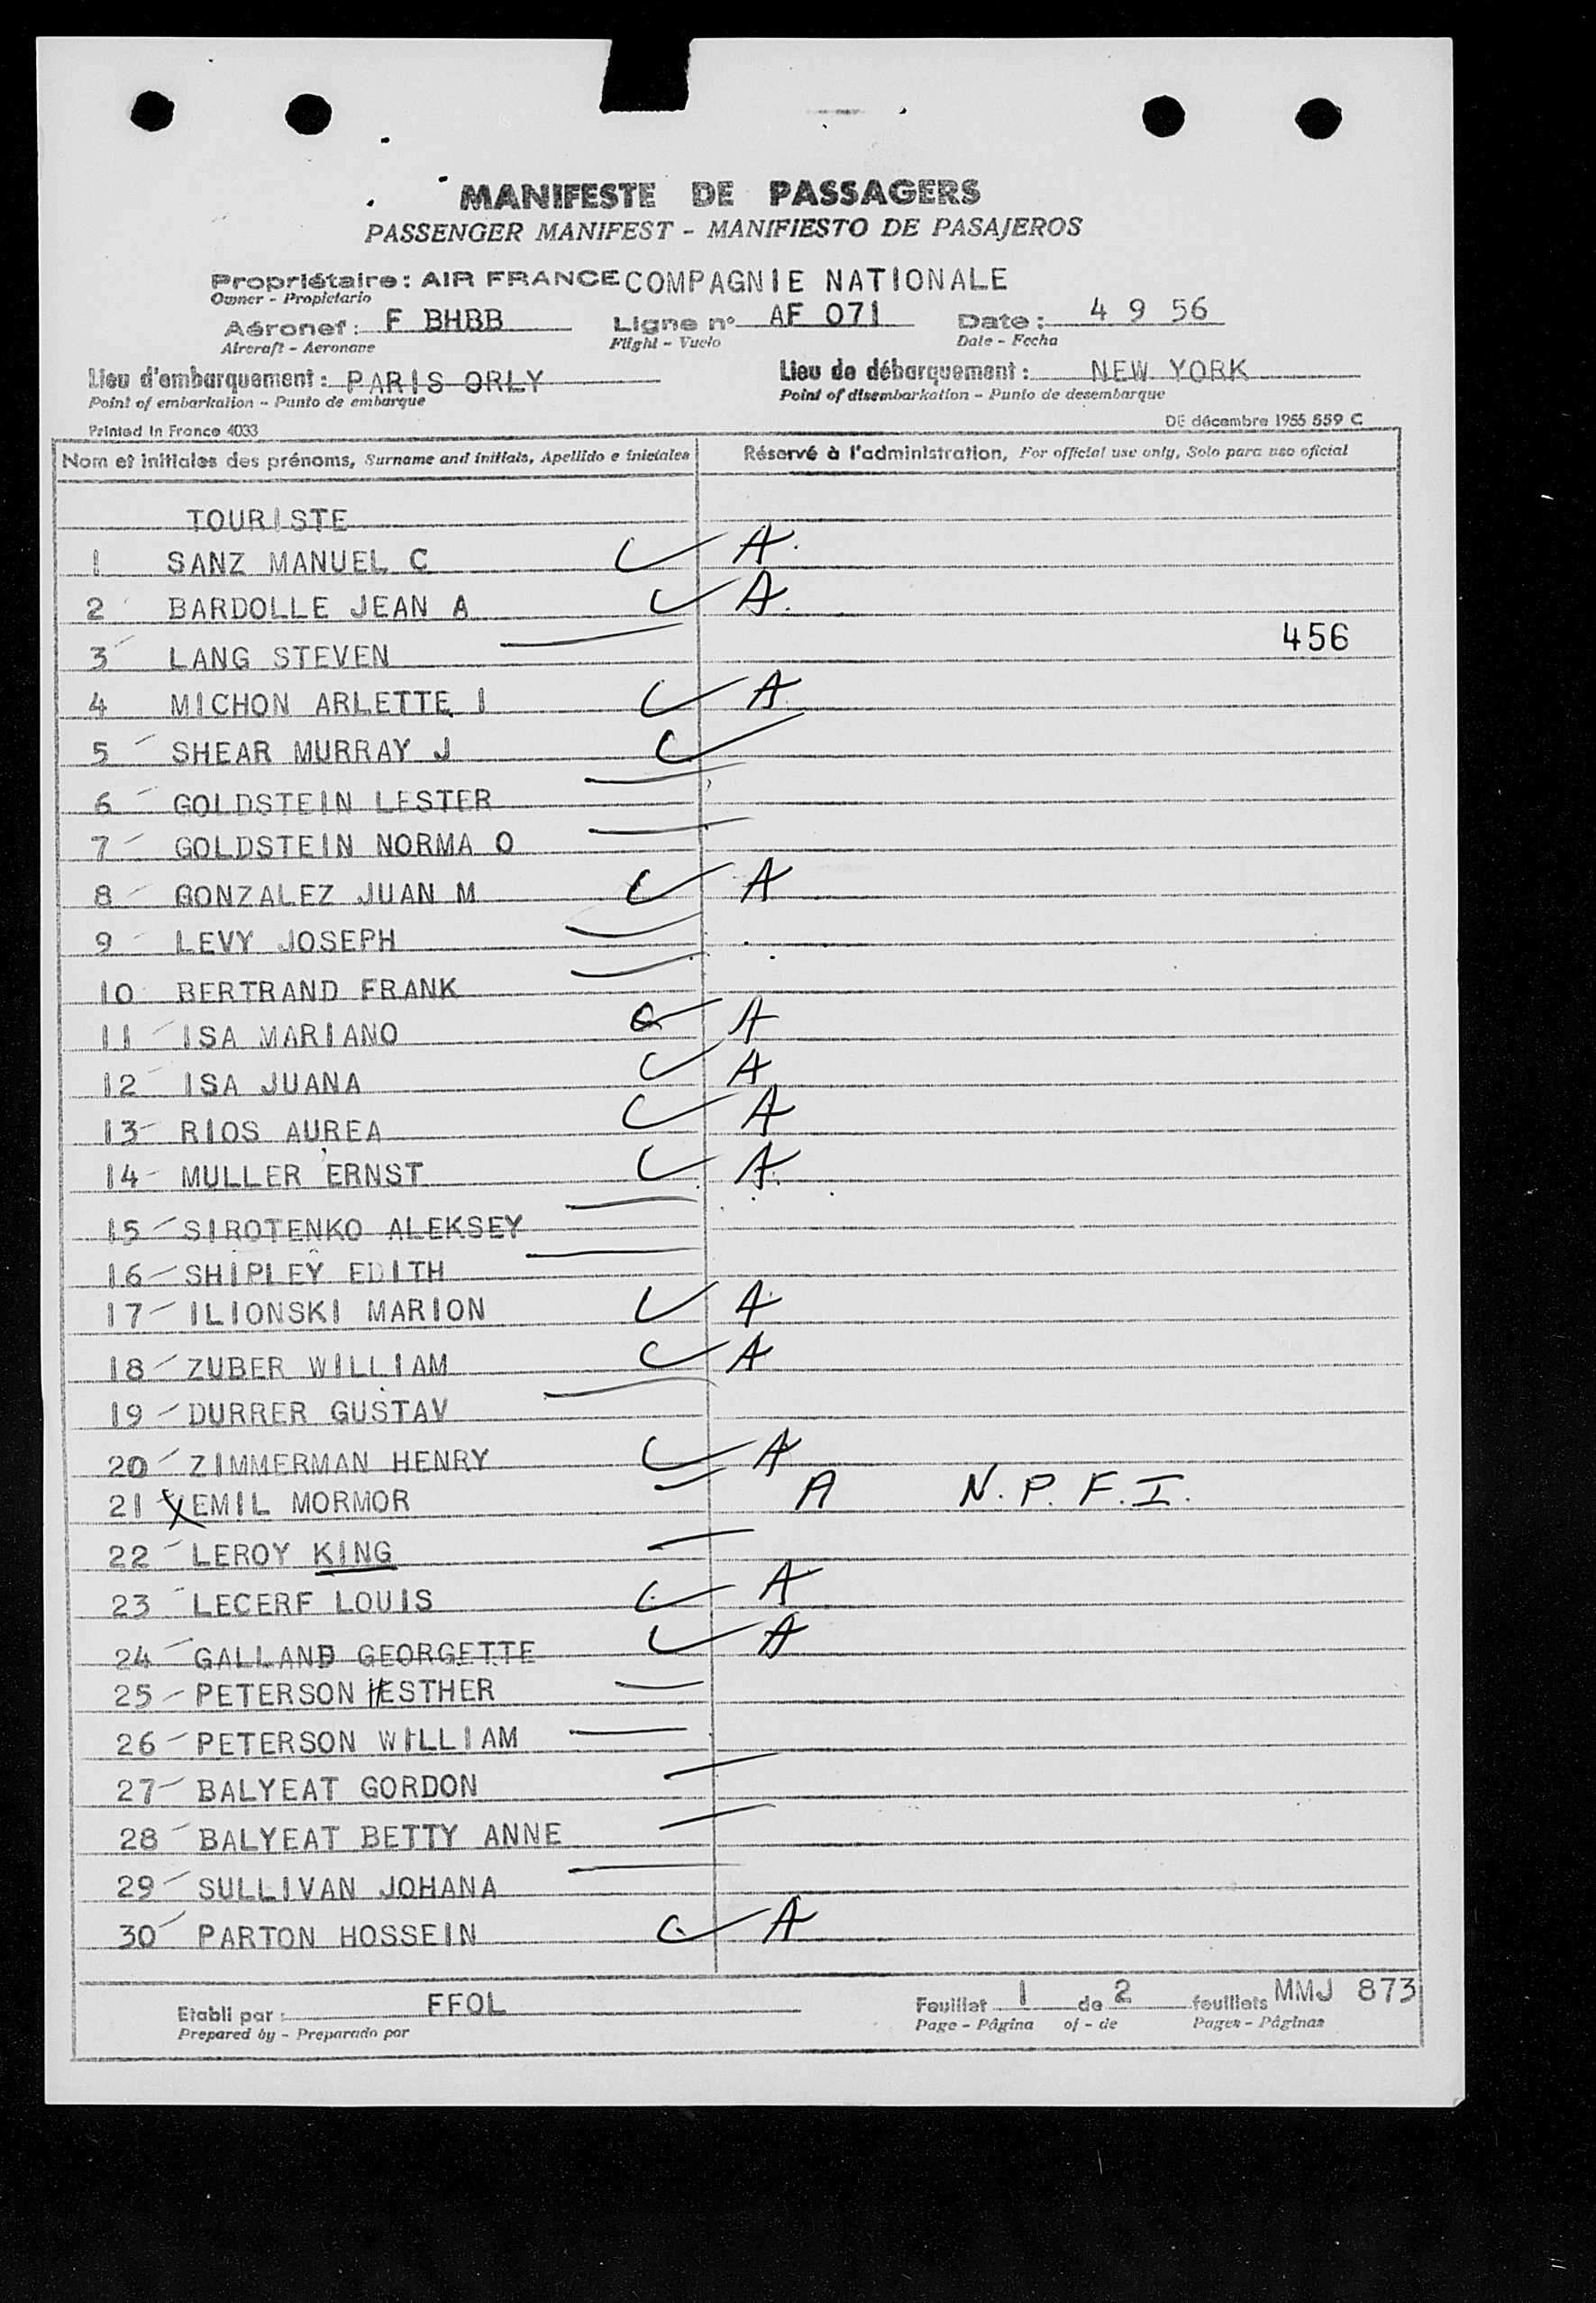 MANIFESTE DE PASSAGERS
PASSENGER MANIFEST - MANIFIESTO DE PASAJEROS
Propriétaire: AIR FRANCE COMPAGNIE NATIONALE
Owner - Propietario
Aéronef: F BHBB Ligne n° AF 071 Date: 4 9 56
Aircraft - Aeronave Flight - Vuelo Date - Fecha
Lieu d'embarquement: PARIS ORLY Lieu de débarquement: NEW YORK
Point of embarkation - Punto de embarque Point of disembarkation - Punto de desembarque
Printed in France 4033 DE décembre 1955 559 C
Nom et initiales des prénoms, Surname and initials, Apellido e iniciales Réservé à l'administration, For official use only, Solo para uso oficial
TOURISTE
1 SANZ MANUEL C A.
2 BARDOLLE JEAN A A.
3 LANG STEVEN 456
4 MICHON ARLETTE I A
5 SHEAR MURRAY J
6 GOLDSTEIN LESTER
7 GOLDSTEIN NORMA O
8 GONZALEZ JUAN M A
9 LEVY JOSEPH
10 BERTRAND FRANK
11 ISA MARIANO A
12 ISA JUANA A
13 RIOS AUREA A
14 MULLER ERNST A
15 SIROTENKO ALEKSEY
16 SHIPLEY EDITH
17 ILIONSKI MARION A
18 ZUBER WILLIAM A
19 DURRER GUSTAV
20 ZIMMERMAN HENRY A
21 X EMIL MORMOR A N.P.F.I.
22 LEROY KING
23 LECERF LOUIS A
24 GALLAND GEORGETTE A
25 PETERSON HESTHER
26 PETERSON WILLIAM
27 BALYEAT GORDON
28 BALYEAT BETTY ANNE
29 SULLIVAN JOHANA
30 PARTON HOSSEIN A
Etabli par: FFOL Feuillet 1 de 2 feuillets MMJ 873
Prepared by - Preparado por Page - Página of - de Pages - Páginas